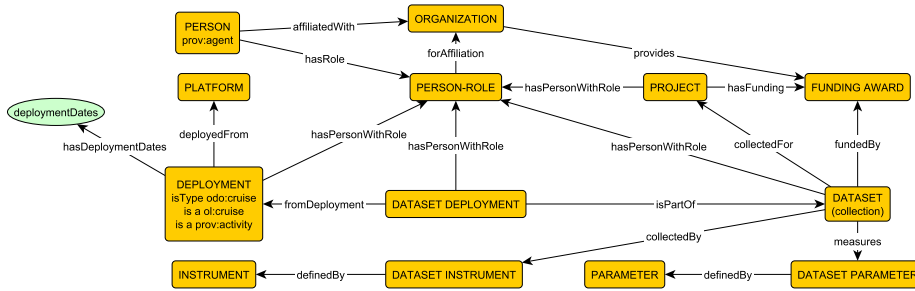 PERSON
prov:agent
affiliatedWith
ORGANIZATION
hasRole
forAffiliation
provides
PLATFORM
PERSON-ROLE
hasPersonWithRole
PROJECT
hasFunding
FUNDING AWARD
deploymentDates
deployedFrom
hasDeploymentDates
hasPersonWithRole
hasPersonWithRole
hasPersonWithRole
collectedFor
fundedBy
DEPLOYMENT
isType odo:cruise
is a ol:cruise
is a prov:activity
fromDeployment
DATASET DEPLOYMENT
isPartOf
DATASET
(collection)
collectedBy
measures
INSTRUMENT
definedBy
DATASET INSTRUMENT
PARAMETER
definedBy
DATASET PARAMETER